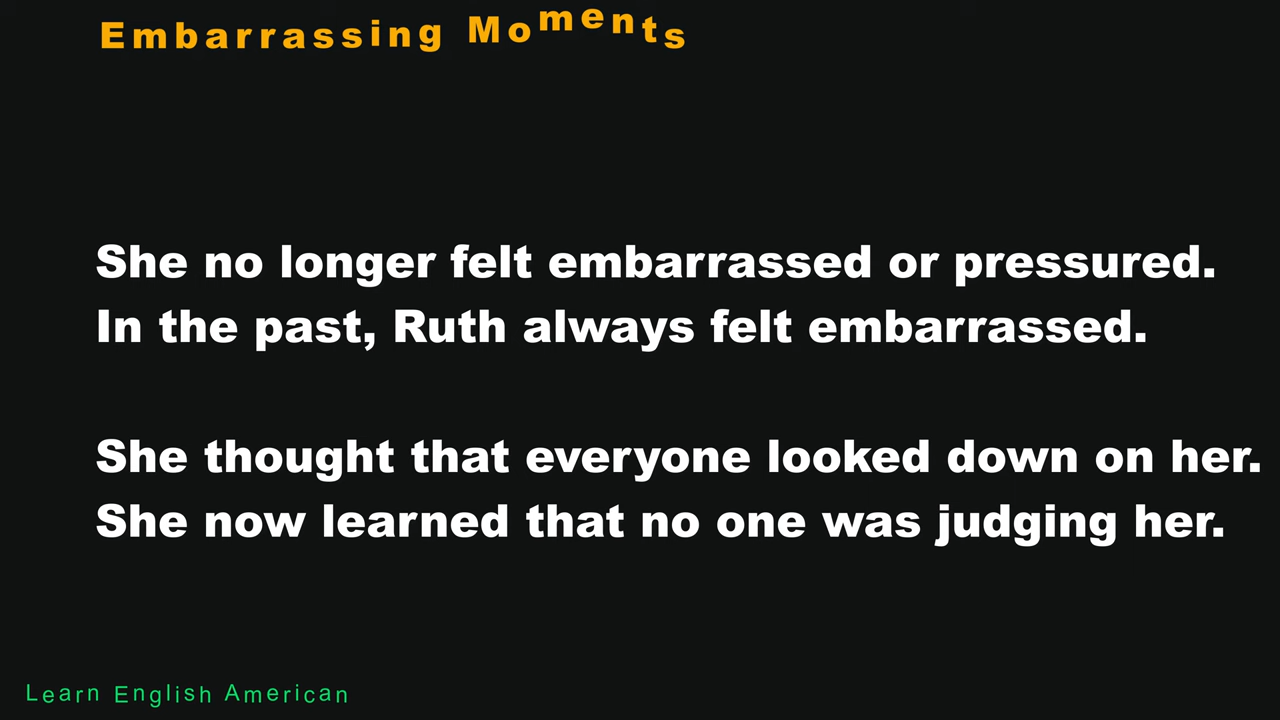 Embarrassing Moments
She no longer felt embarrassed or pressured.
In the past, Ruth always felt embarrassed.
She thought that everyone looked down on her.
She now learned that no one was judging her.
Learn English American